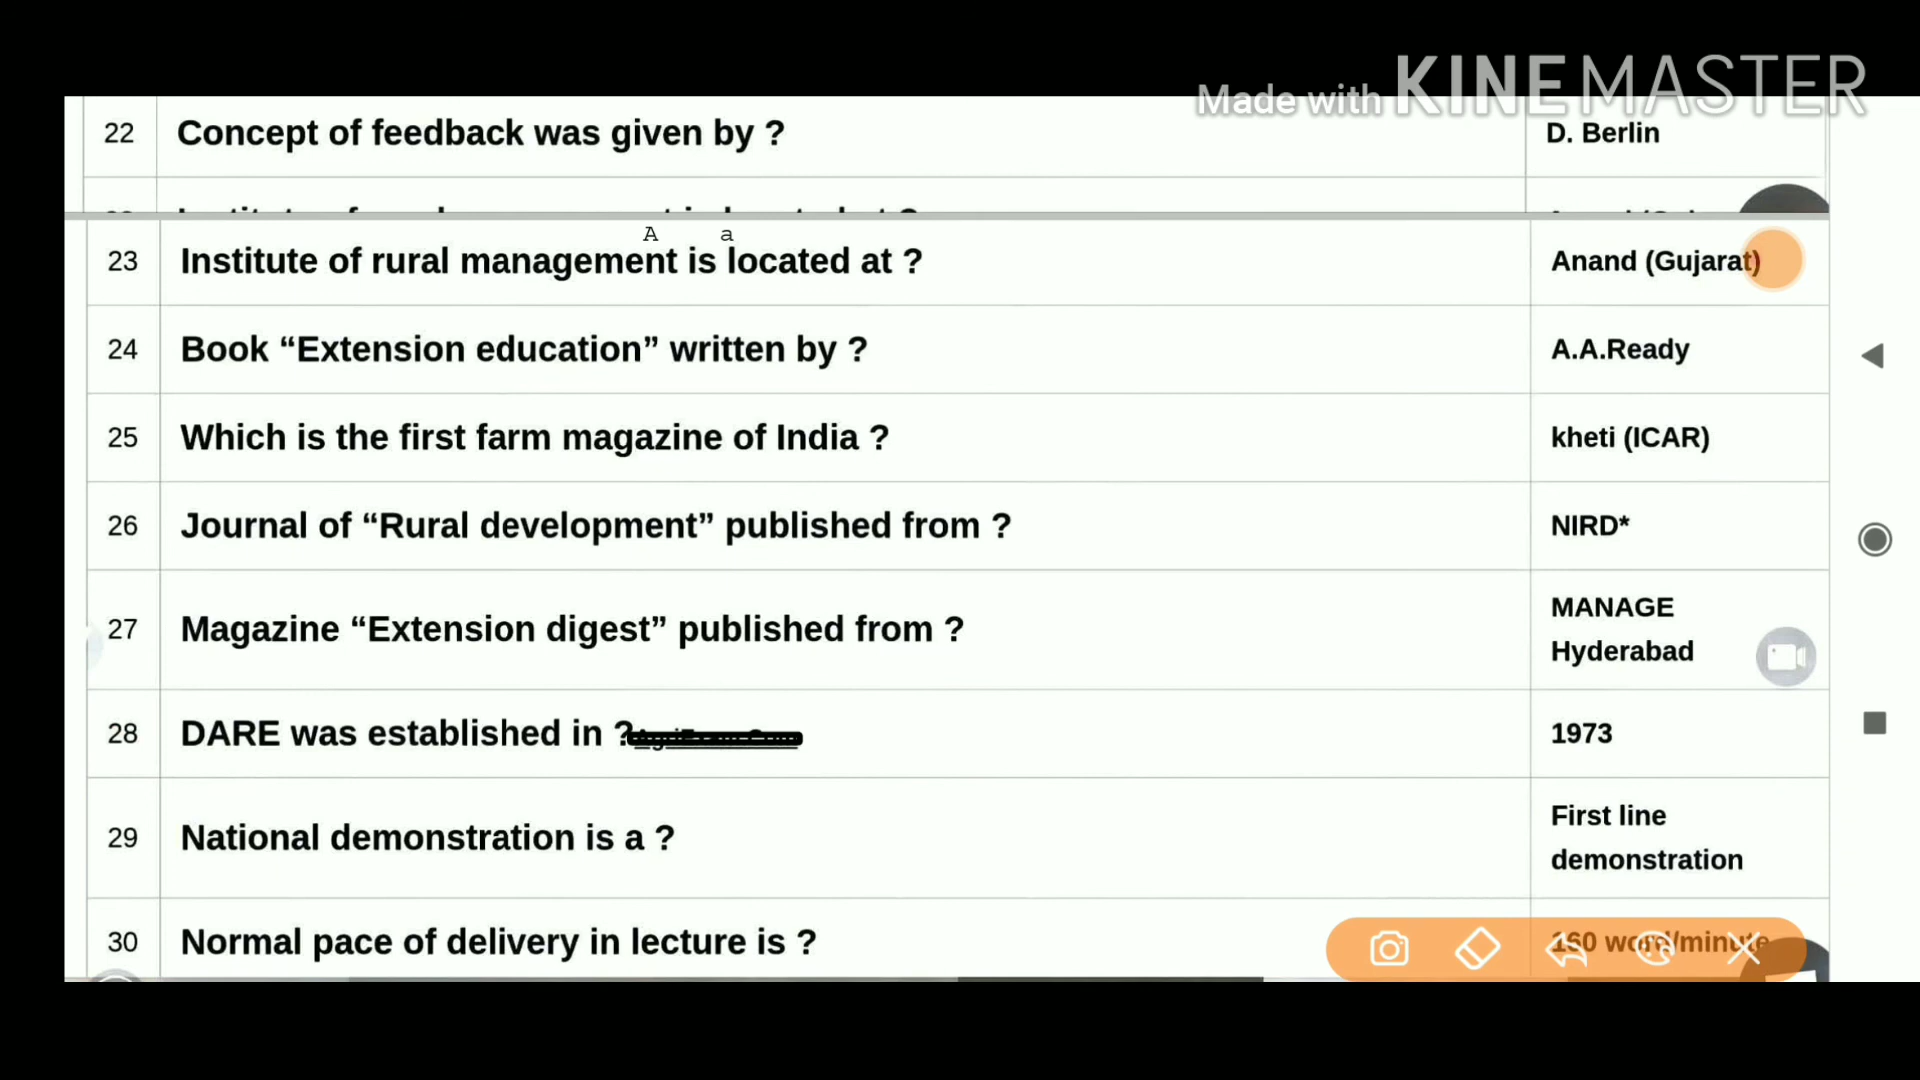 Made with KINEMASTER
22 Concept of feedback was given by ? D. Berlin
A a
23 Institute of rural management is located at ? Anand (Gujarat)
24 Book “Extension education” written by ? A.A.Ready
25 Which is the first farm magazine of India ? kheti (ICAR)
26 Journal of “Rural development” published from ? NIRD*
27 Magazine “Extension digest” published from ? MANAGE
Hyderabad
28 DARE was established in ? 1973
29 National demonstration is a ? First line
demonstration
30 Normal pace of delivery in lecture is ? 160 word/minute